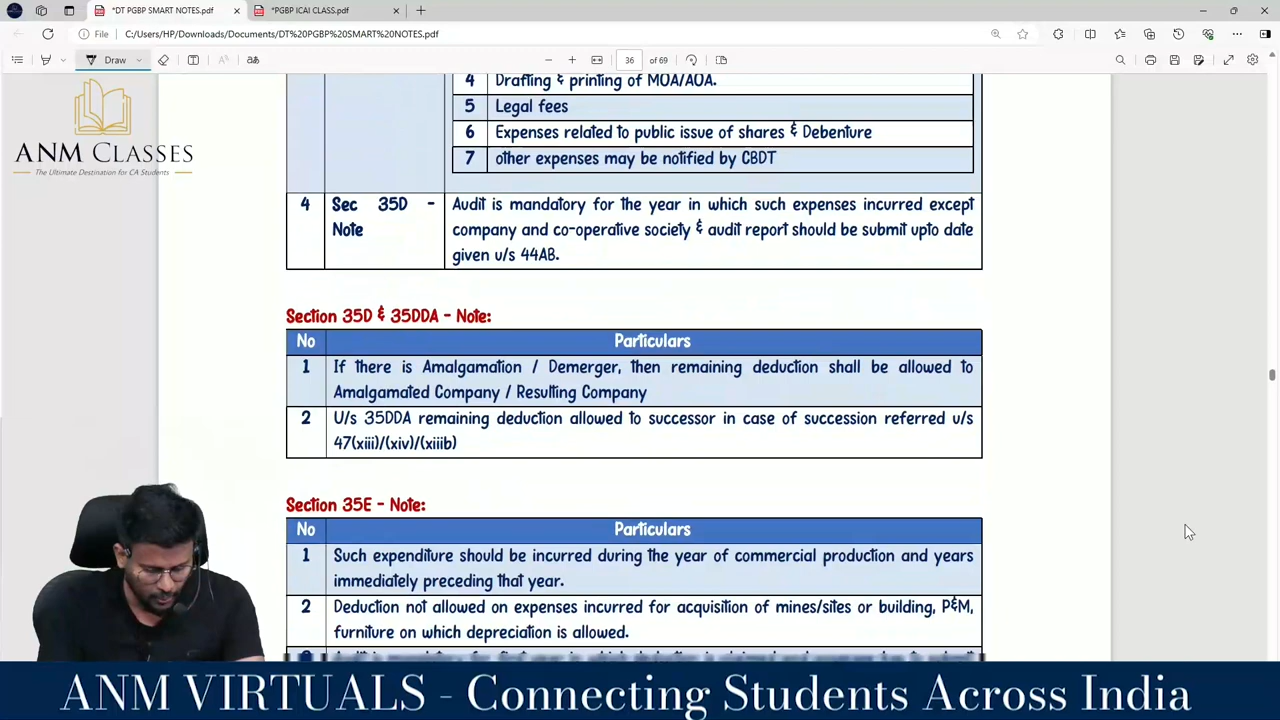 *DT PGBP SMART NOTES.pdf
*PGBP ICAI CLASS.pdf
File
C:/Users/HP/Downloads/Documents/DT%20PGBP%20SMART%20NOTES.pdf
Draw
36 of 69
ANM CLASSES
The Ultimate Destination for CA Students
4 Drafting & printing of MOA/AOA.
5 Legal fees
6 Expenses related to public issue of shares & Debenture
7 other expenses may be notified by CBDT
4 Sec 35D - Audit is mandatory for the year in which such expenses incurred except
Note company and co-operative society & audit report should be submit upto date
given u/s 44AB.
Section 35D & 35DDA - Note:
No Particulars
1 If there is Amalgamation / Demerger, then remaining deduction shall be allowed to
Amalgamated Company / Resulting Company
2 U/s 35DDA remaining deduction allowed to successor in case of succession referred u/s
47(xiii)/(xiv)/(xiiib)
Section 35E - Note:
No Particulars
1 Such expenditure should be incurred during the year of commercial production and years
immediately preceding that year.
2 Deduction not allowed on expenses incurred for acquisition of mines/sites or building, P&M,
furniture on which depreciation is allowed.
ANM VIRTUALS - Connecting Students Across India